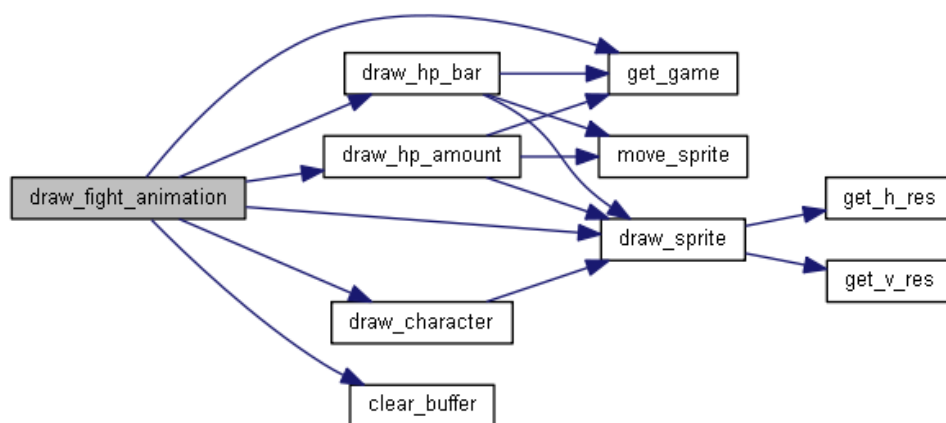 draw_hp_bar
get_game
draw_hp_amount
move_sprite
draw_fight_animation
get_h_res
draw_sprite
get_v_res
draw_character
clear_buffer